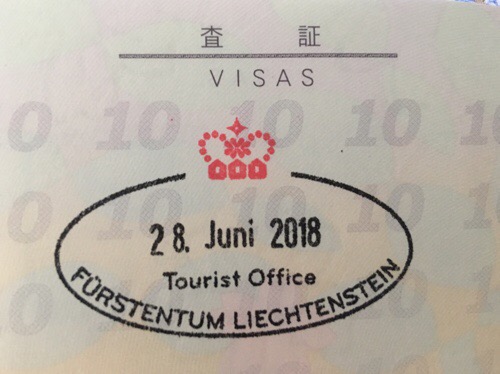 査証
VISAS
10 10 10 10
28. Juni 2018
Tourist Office
FÜRSTENTUM LIECHTENSTEIN